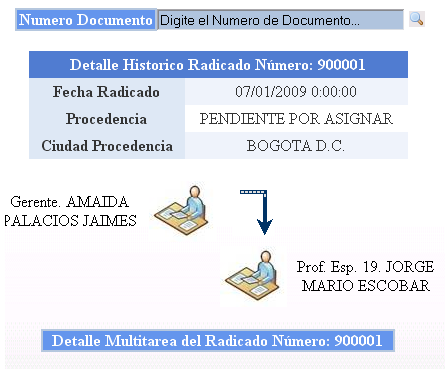 Numero Documento Digite el Numero de Documento...
Detalle Historico Radicado Número: 900001
Fecha Radicado 07/01/2009 0:00:00
Procedencia PENDIENTE POR ASIGNAR
Ciudad Procedencia BOGOTA D.C.
Gerente. AMAIDA
PALACIOS JAIMES
Prof. Esp. 19. JORGE
MARIO ESCOBAR
Detalle Multitarea del Radicado Número: 900001